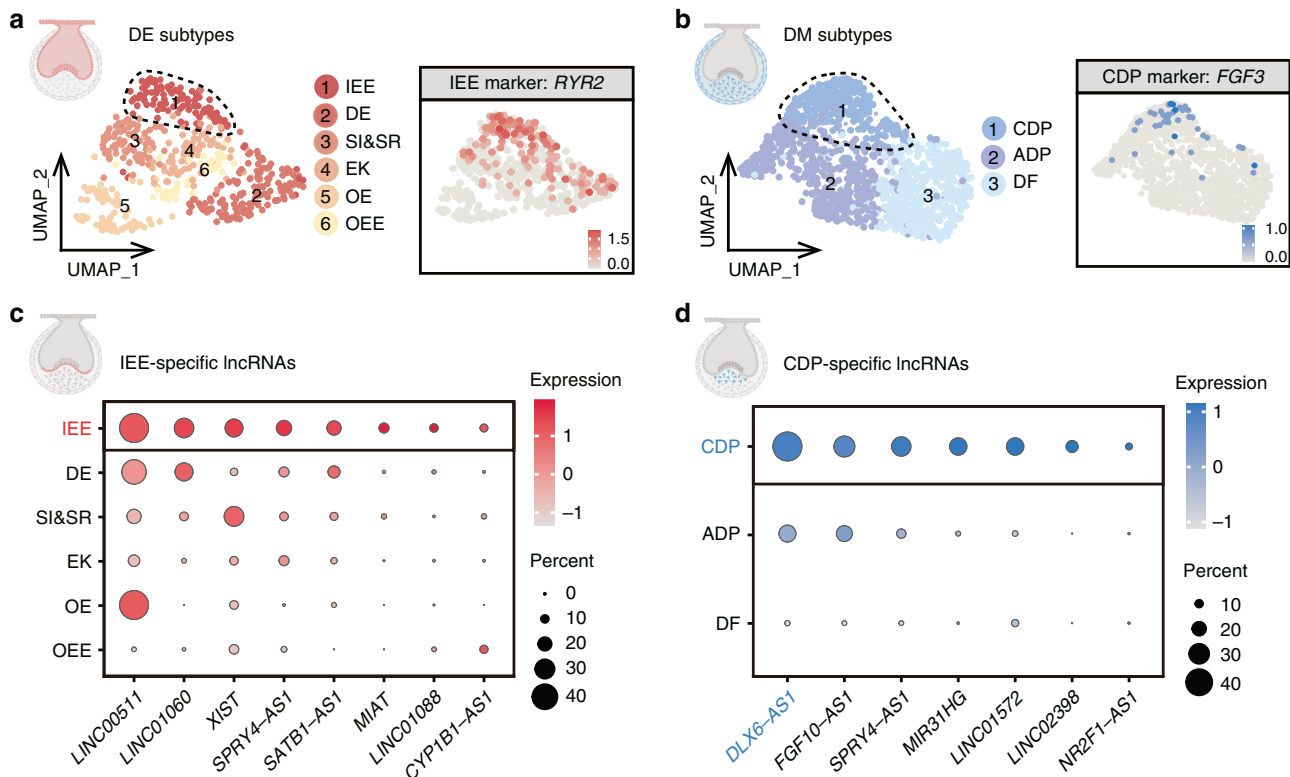 a
DE subtypes
1
2
3
4
5
6
UMAP_2
UMAP_1
1 IEE
2 DE
3 SI&SR
4 EK
5 OE
6 OEE
IEE marker: RYR2
1.5
0.0
b
DM subtypes
1
2
3
UMAP_2
UMAP_1
1 CDP
2 ADP
3 DF
CDP marker: FGF3
1.0
0.0
c
IEE-specific lncRNAs
IEE
DE
SI&SR
EK
OE
OEE
LINC00511
LINC01060
XIST
SPRY4–AS1
SATB1–AS1
MIAT
LINC01088
CYP1B1–AS1
Expression
1
0
−1
Percent
0
10
20
30
40
d
CDP-specific lncRNAs
CDP
ADP
DF
DLX6–AS1
FGF10–AS1
SPRY4–AS1
MIR31HG
LINC01572
LINC02398
NR2F1–AS1
Expression
1
0
−1
Percent
10
20
30
40